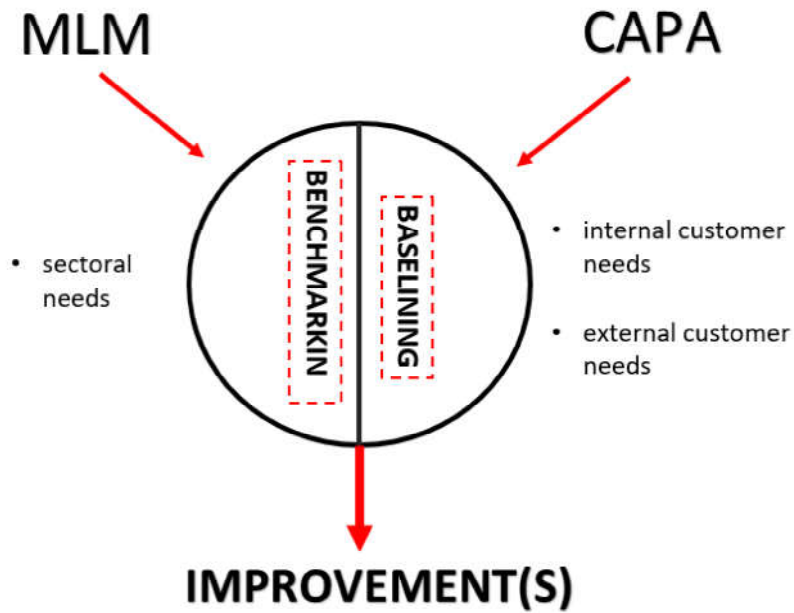 MLM
CAPA
BENCHMARKIN
BASELINING
• sectoral
needs
• internal customer
needs
• external customer
needs
IMPROVEMENT(S)